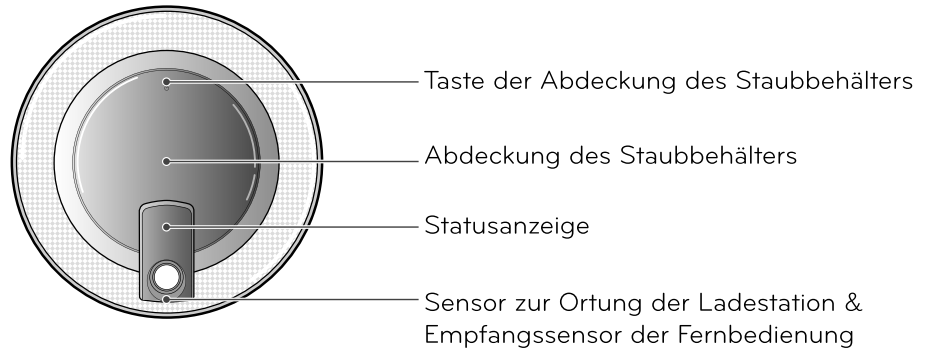 Taste der Abdeckung des Staubbehälters
Abdeckung des Staubbehälters
Statusanzeige
Sensor zur Ortung der Ladestation &
Empfangssensor der Fernbedienung